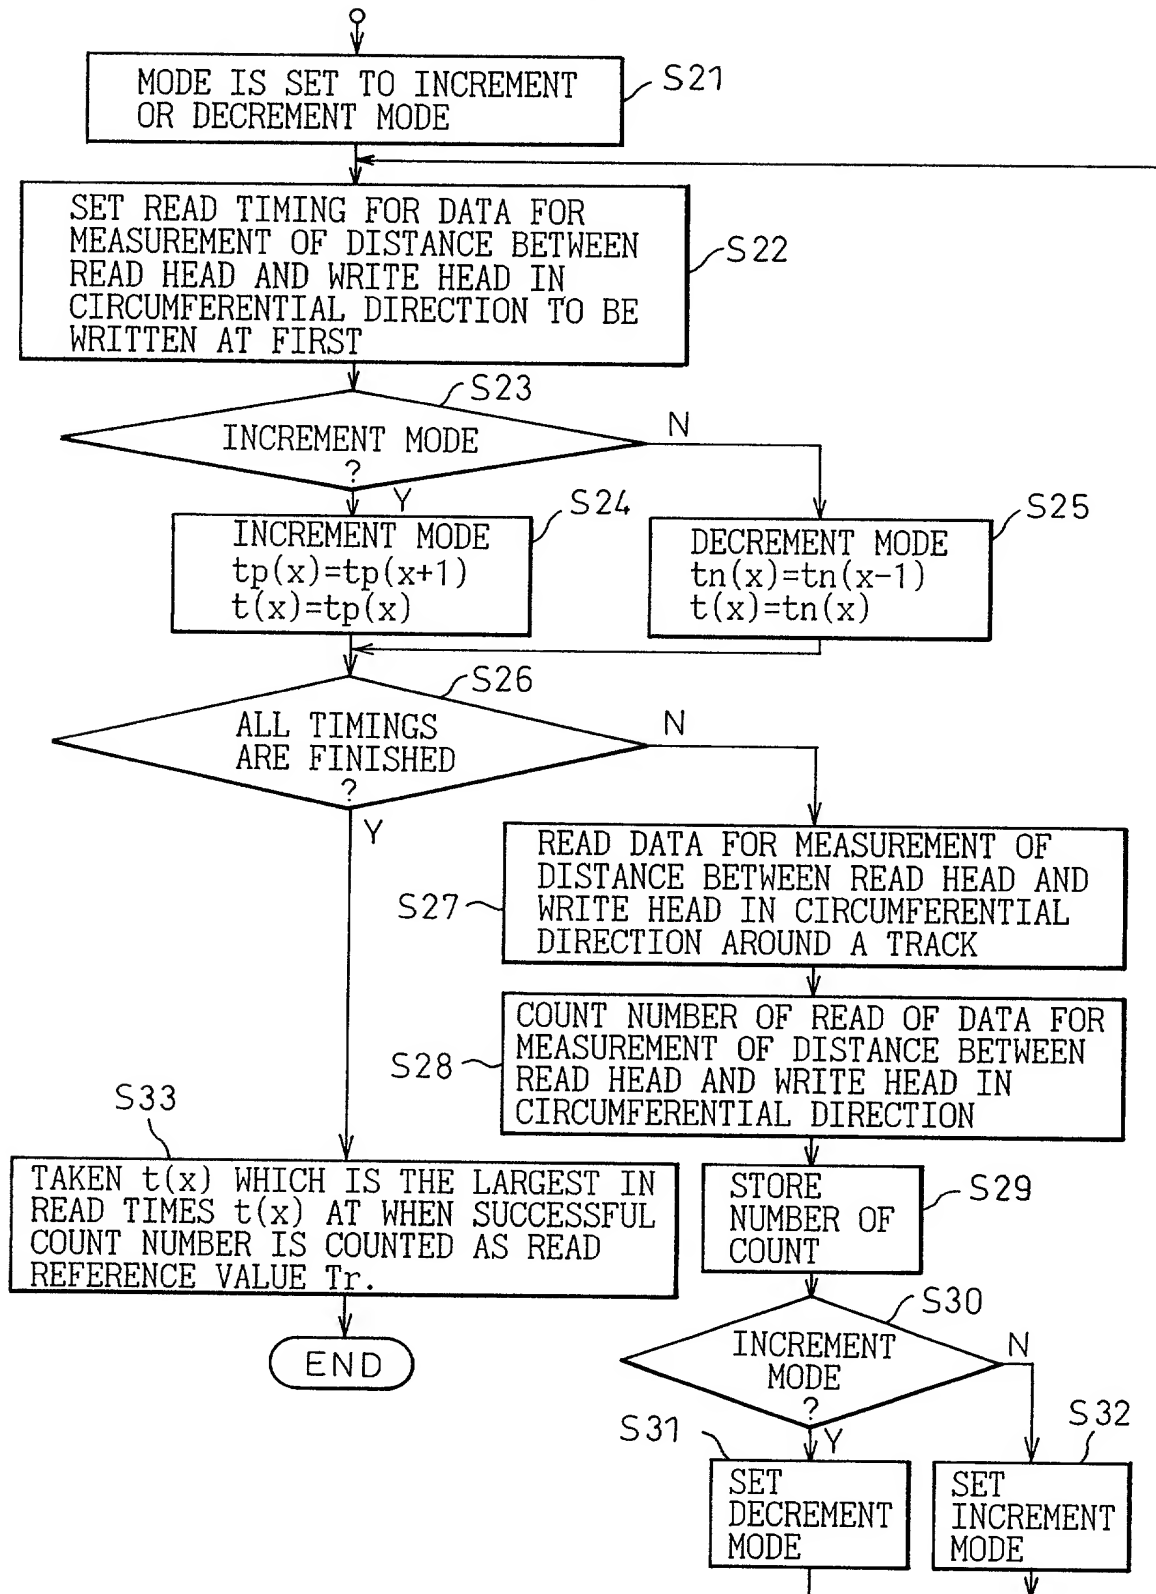 MODE IS SET TO INCREMENT
OR DECREMENT MODE
S21
SET READ TIMING FOR DATA FOR
MEASUREMENT OF DISTANCE BETWEEN
READ HEAD AND WRITE HEAD IN
CIRCUMFERENTIAL DIRECTION TO BE
WRITTEN AT FIRST
S22
S23
INCREMENT MODE
?
N
Y
S24
INCREMENT MODE
tp(x)=tp(x+1)
t(x)=tp(x)
S25
DECREMENT MODE
tn(x)=tn(x-1)
t(x)=tn(x)
S26
ALL TIMINGS
ARE FINISHED
?
N
Y
S27
READ DATA FOR MEASUREMENT OF
DISTANCE BETWEEN READ HEAD AND
WRITE HEAD IN CIRCUMFERENTIAL
DIRECTION AROUND A TRACK
S28
COUNT NUMBER OF READ OF DATA FOR
MEASUREMENT OF DISTANCE BETWEEN
READ HEAD AND WRITE HEAD IN
CIRCUMFERENTIAL DIRECTION
S33
TAKEN t(x) WHICH IS THE LARGEST IN
READ TIMES t(x) AT WHEN SUCCESSFUL
COUNT NUMBER IS COUNTED AS READ
REFERENCE VALUE Tr.
END
STORE
NUMBER OF
COUNT
S29
S30
INCREMENT
MODE
?
N
Y
S31
SET
DECREMENT
MODE
S32
SET
INCREMENT
MODE